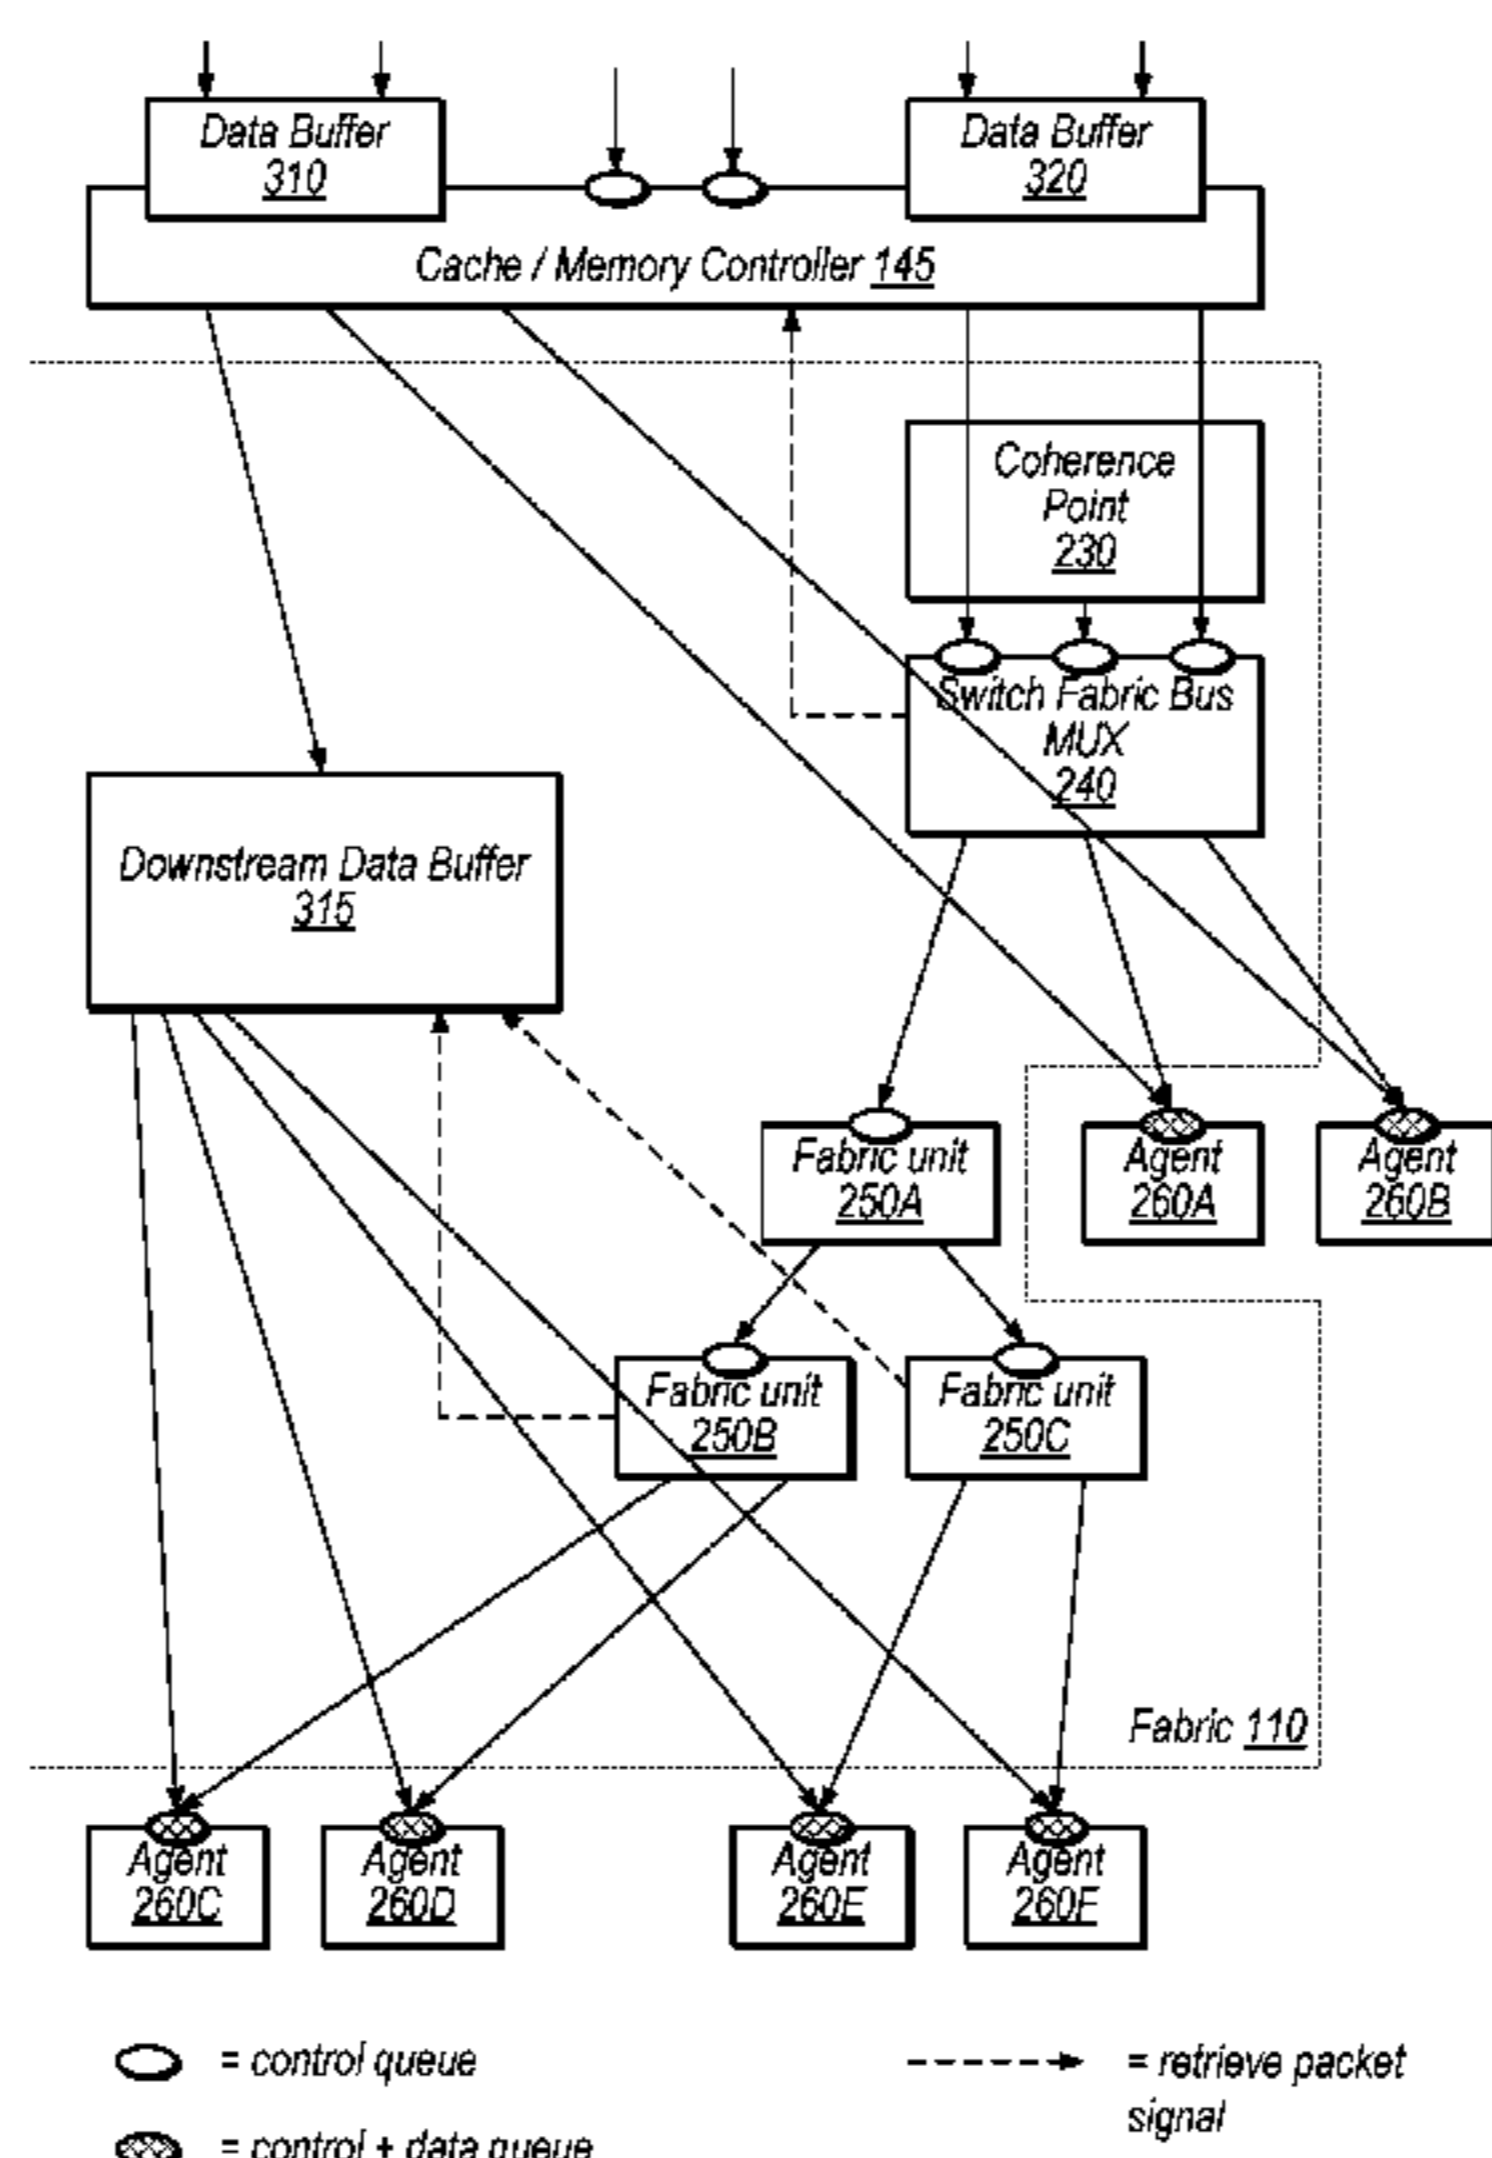 Data Buffer
310
Data Buffer
320
Cache / Memory Controller 145
Coherence
Point
230
Switch Fabric Bus
MUX
240
Downstream Data Buffer
315
Fabric unit
250A
Agent
260A
Agent
260B
Fabric unit
250B
Fabric unit
250C
Fabric 110
Agent
260C
Agent
260D
Agent
260E
Agent
260F
= control queue
= retrieve packet
signal
= control + data queue